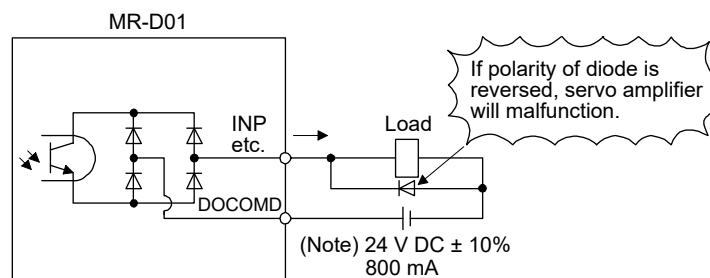 MR-D01
If polarity of diode is
reversed, servo amplifier
will malfunction.
INP
etc.
Load
DOCOMD
(Note) 24 V DC ± 10%
800 mA